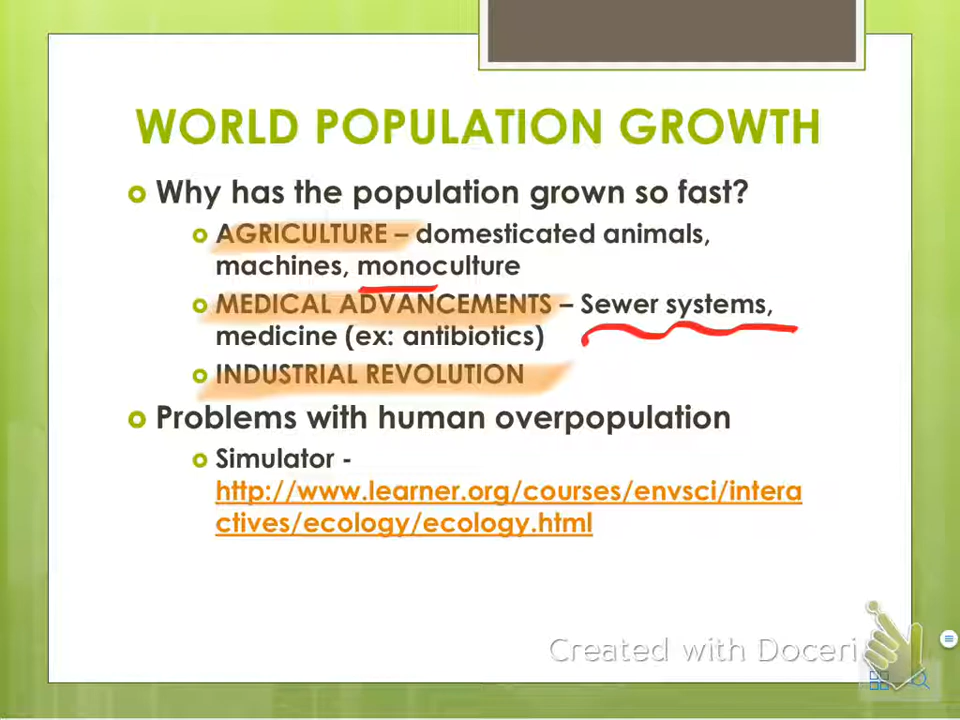 WORLD POPULATION GROWTH
Why has the population grown so fast?
AGRICULTURE – domesticated animals,
machines, monoculture
MEDICAL ADVANCEMENTS – Sewer systems,
medicine (ex: antibiotics)
INDUSTRIAL REVOLUTION
Problems with human overpopulation
Simulator -
http://www.learner.org/courses/envsci/intera
ctives/ecology/ecology.html
Created with Doceri